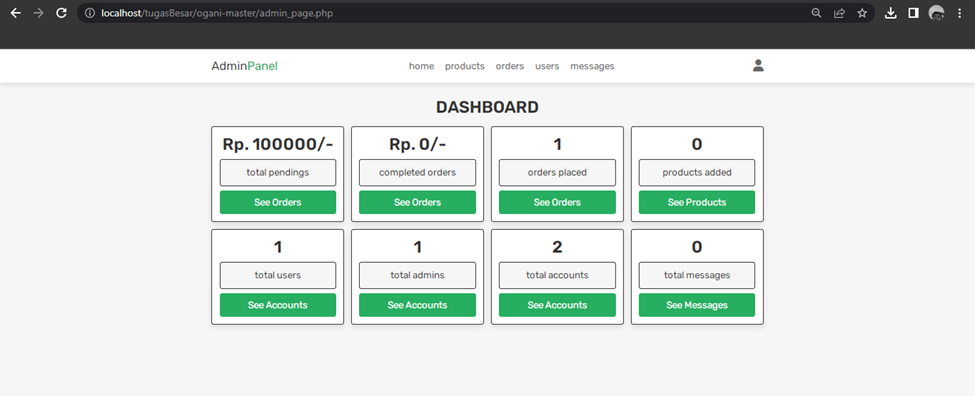 localhost/tugasBesar/ogani-master/admin_page.php
AdminPanel home products orders users messages
DASHBOARD
Rp. 100000/- Rp. 0/- 1 0
total pendings completed orders orders placed products added
See Orders See Orders See Orders See Products
1 1 2 0
total users total admins total accounts total messages
See Accounts See Accounts See Accounts See Messages